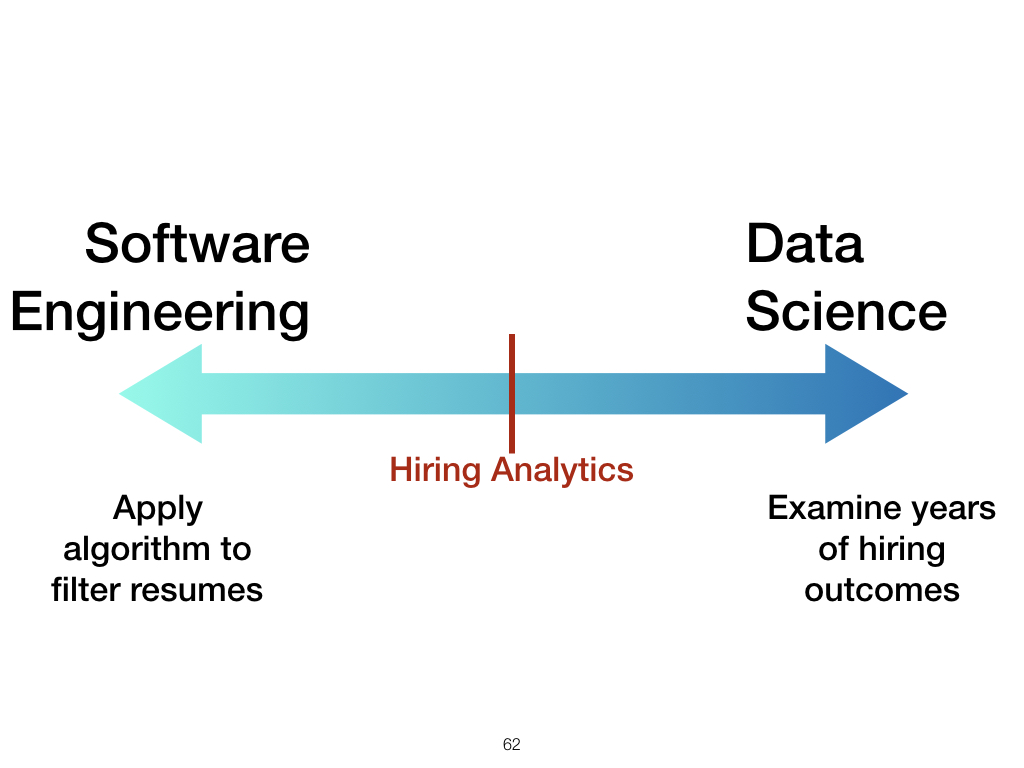 Software
Engineering
Data
Science
Hiring Analytics
Apply
algorithm to
filter resumes
Examine years
of hiring
outcomes
62